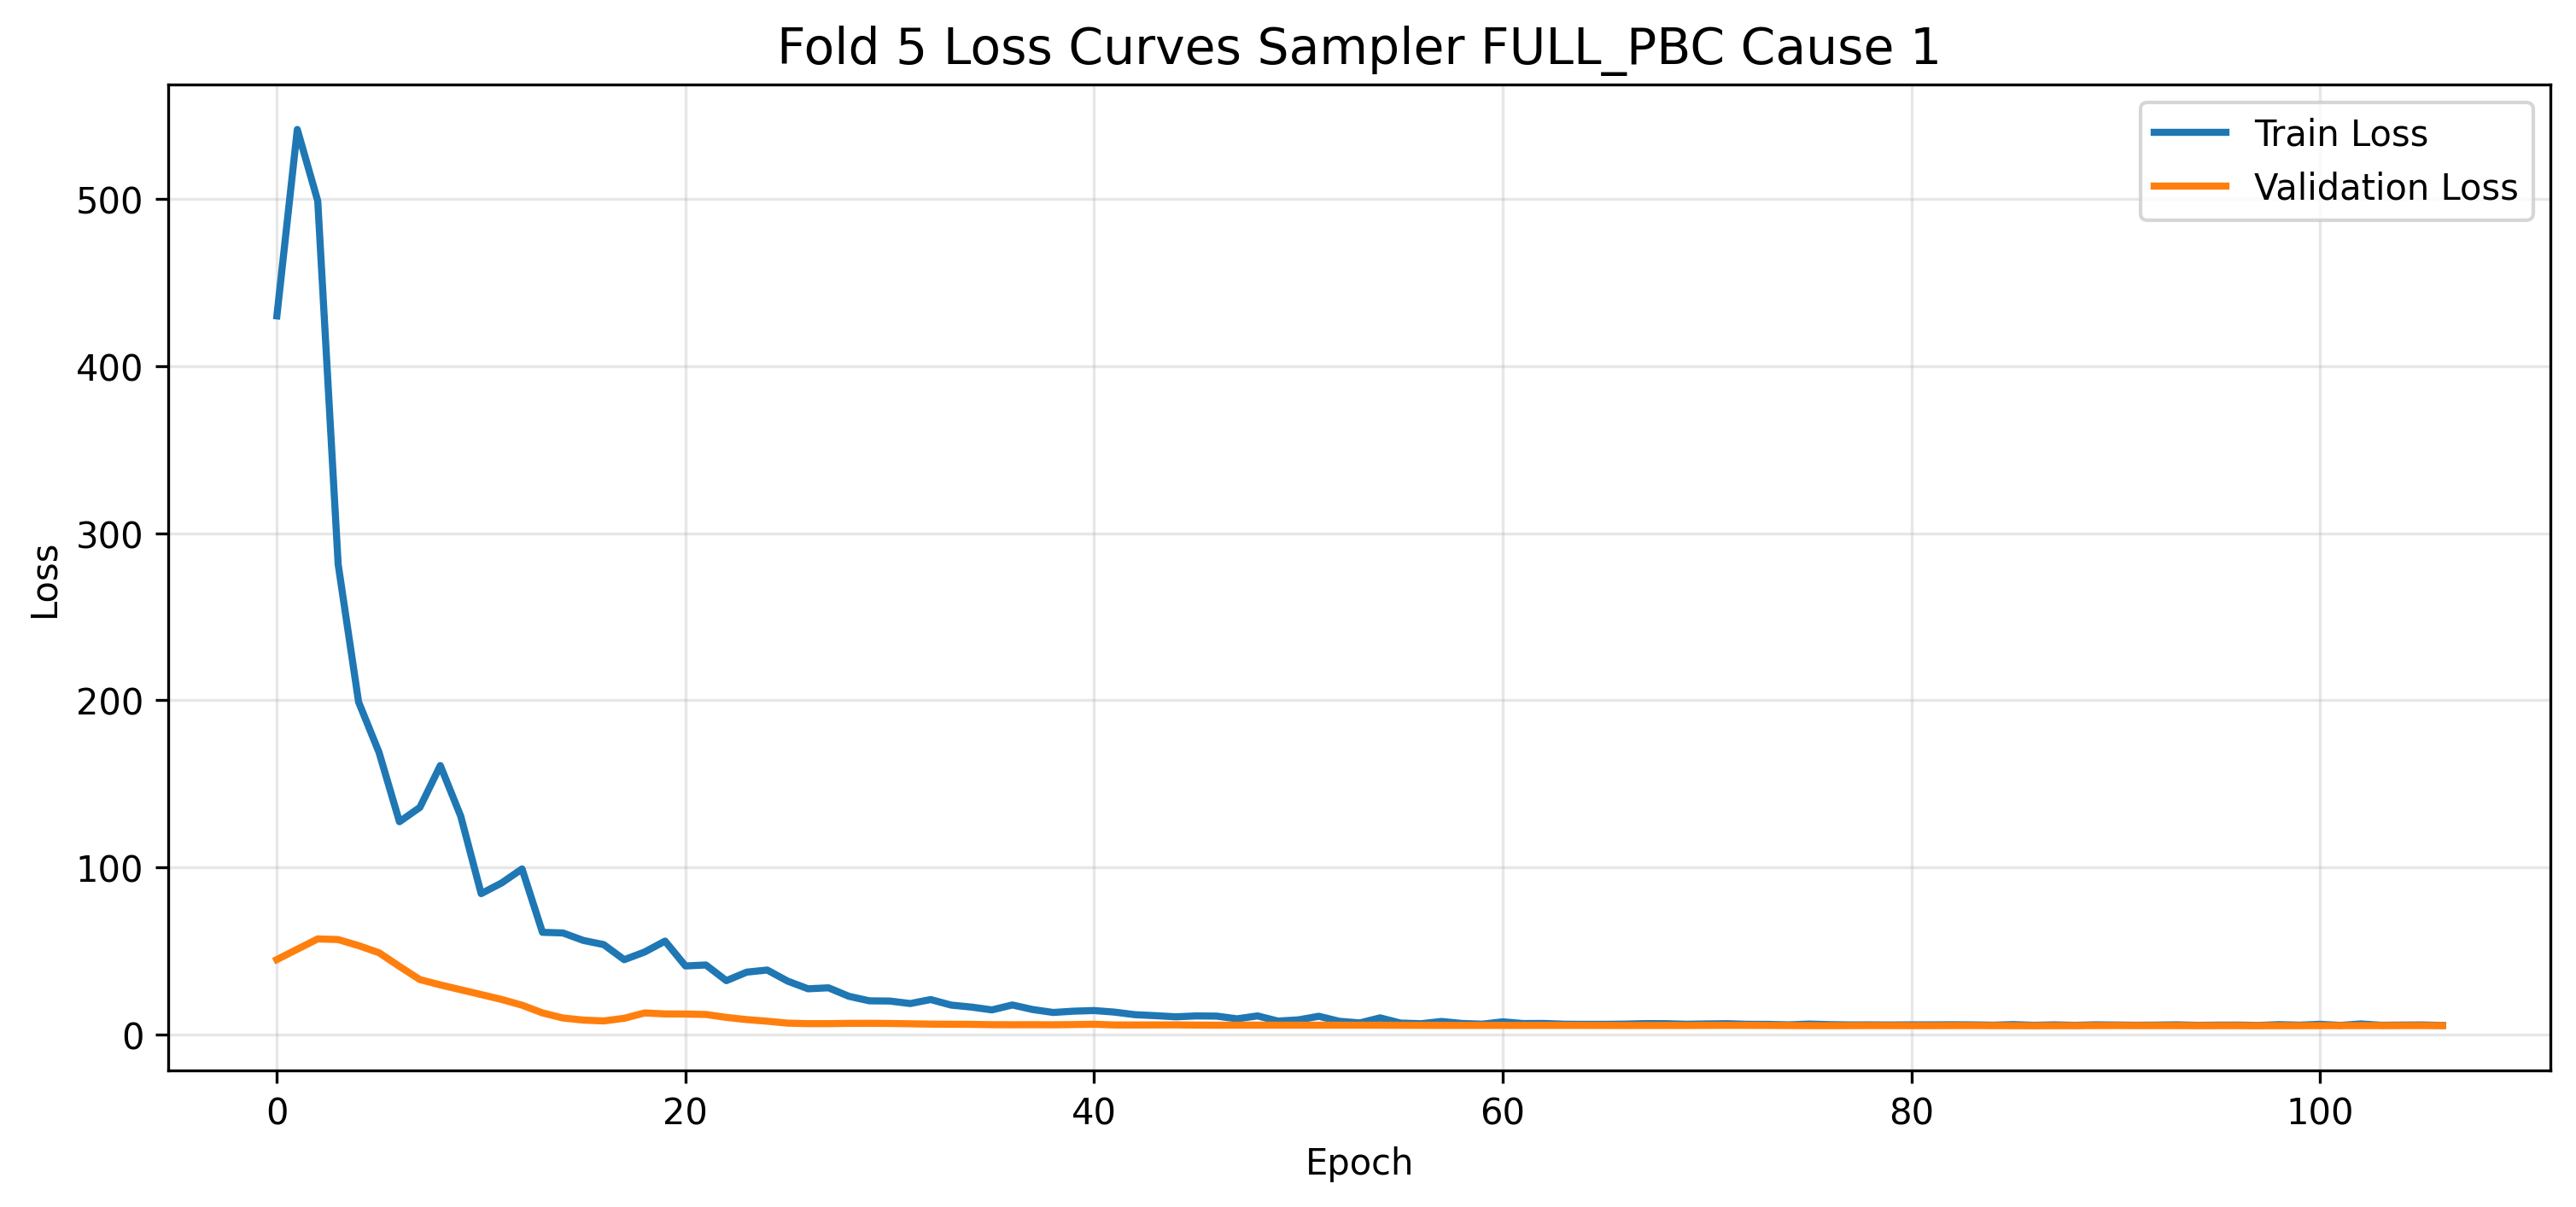 Fold 5 Loss Curves Sampler FULL_PBC Cause 1
Train Loss
Validation Loss
500
400
300
200
100
0
Loss
0 20 40 60 80 100
Epoch